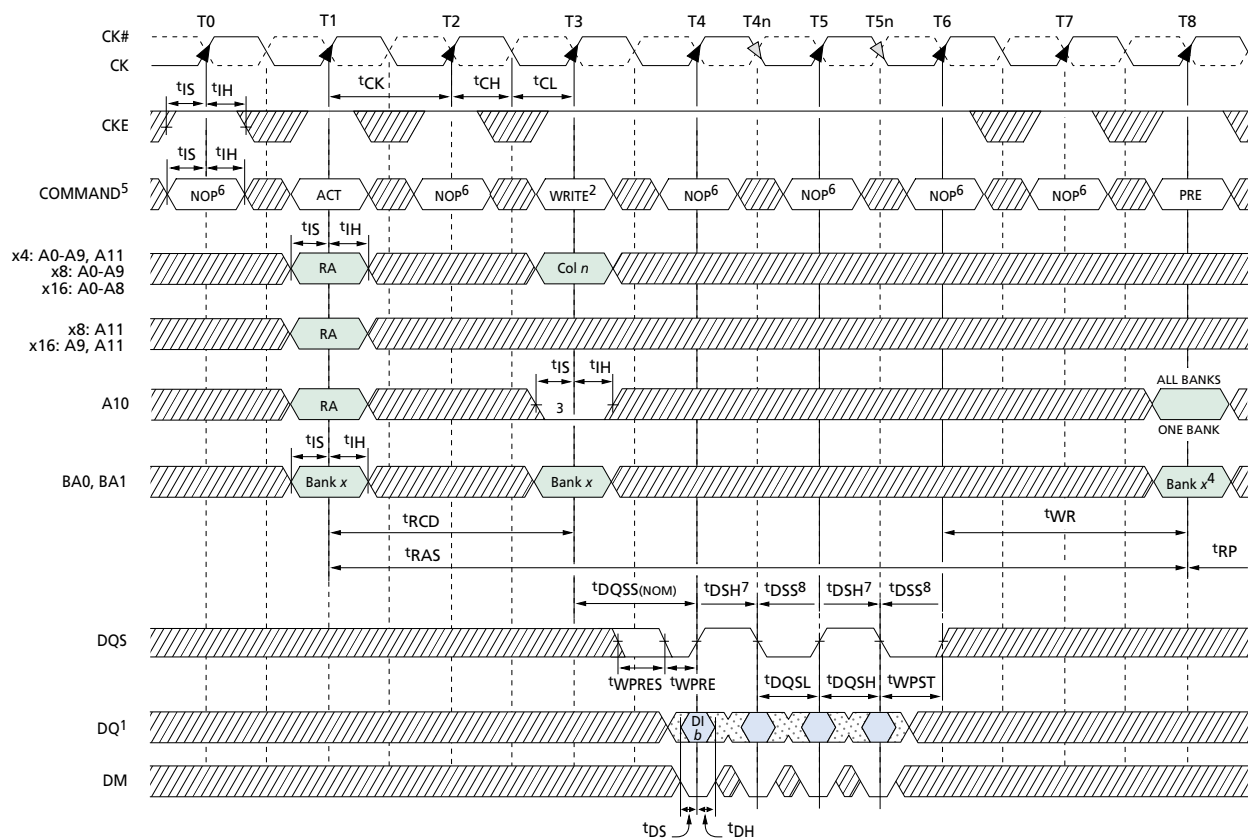 T0 T1 T2 T3 T4 T4n T5 T5n T6 T7 T8
CK#
CK
tCK tCH tCL
tIS tIH
CKE
tIS tIH
COMMAND5 NOP6 ACT NOP6 WRITE2 NOP6 NOP6 NOP6 NOP6 PRE
tIS tIH
x4: A0-A9, A11
x8: A0-A9
x16: A0-A8
RA Col n
x8: A11
x16: A9, A11
RA
tIS tIH
ALL BANKS
A10 RA 3
ONE BANK
tIS tIH
BA0, BA1 Bank x Bank x Bank x4
tRCD tWR
tRAS tRP
tDQSS(NOM) tDSH7 tDSS8 tDSH7 tDSS8
DQS
tWPRES tWPRE tDQSL tDQSH tWPST
DQ1 DI
b
DM
tDS tDH